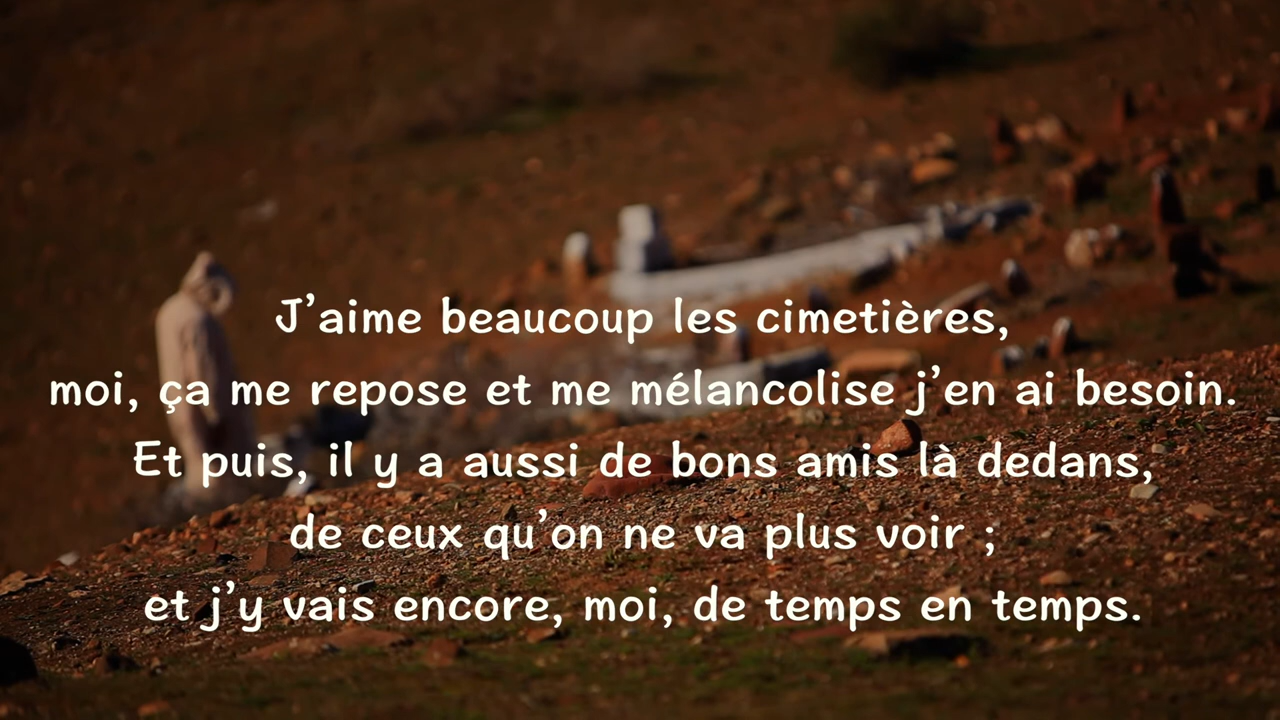 J'aime beaucoup les cimetières,
moi, ça me repose et me mélancolise j'en ai besoin.
Et puis, il y a aussi de bons amis là dedans,
de ceux qu'on ne va plus voir ;
et j'y vais encore, moi, de temps en temps.